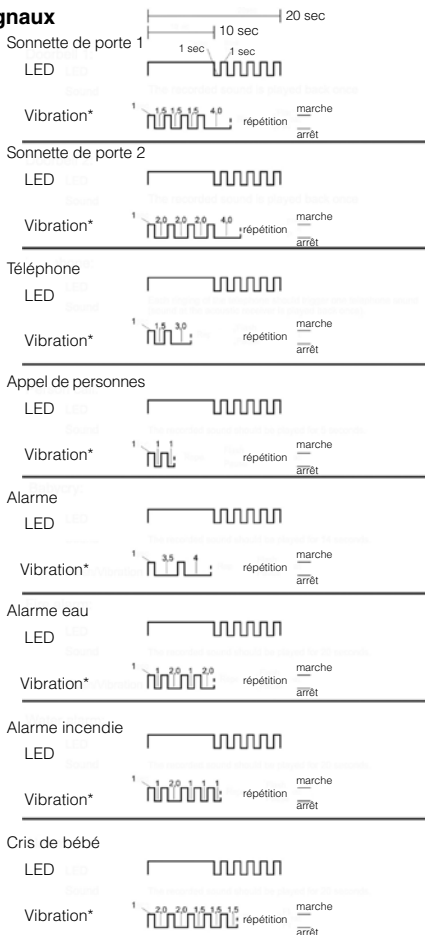 gnaux
20 sec
10 sec
Sonnette de porte 1
1 sec 1 sec
LED
Vibration* 1 1,5 1,5 1,5 4,0 répétition marche
arrêt
Sonnette de porte 2
LED
Vibration* 1 2,0 2,0 2,0 4,0 répétition marche
arrêt
Téléphone
LED
Vibration* 1 1,5 3,0 répétition marche
arrêt
Appel de personnes
LED
Vibration* 1 1 1 répétition marche
arrêt
Alarme
LED
Vibration* 1 3,5 4 répétition marche
arrêt
Alarme eau
LED
Vibration* 1 1 2,0 1 2,0 répétition marche
arrêt
Alarme incendie
LED
Vibration* 1 1 2,0 1 1 1 répétition marche
arrêt
Cris de bébé
LED
Vibration* 1 2,0 2,0 1,5 1,5 1,5 répétition marche
arrêt